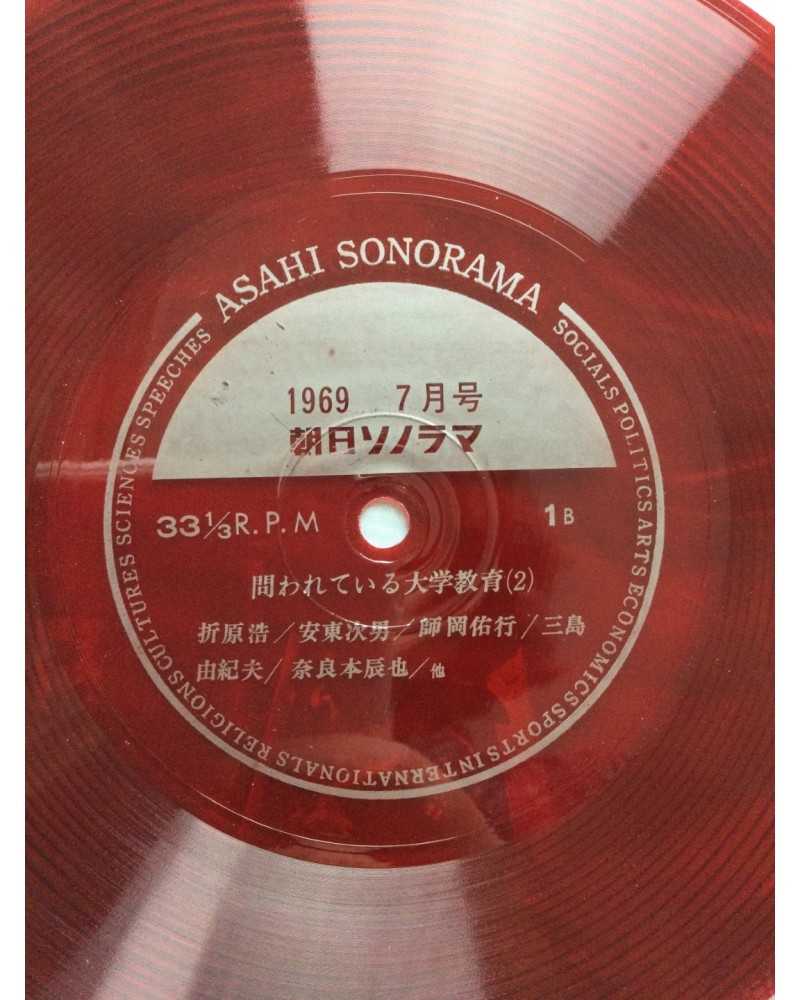 ASAHI SONORAMA
SOCIALS POLITICS ARTS ECONOMICS SPORTS INTERNATIONALS RELIGIONS CULTURES SCIENCES SPEECHES
1969 7月号
朝日ソノラマ
33⅓R.P.M 1B
問われている大学教育(2)
折原浩/安東次男/師岡佑行/三島
由紀夫/奈良本辰也/他